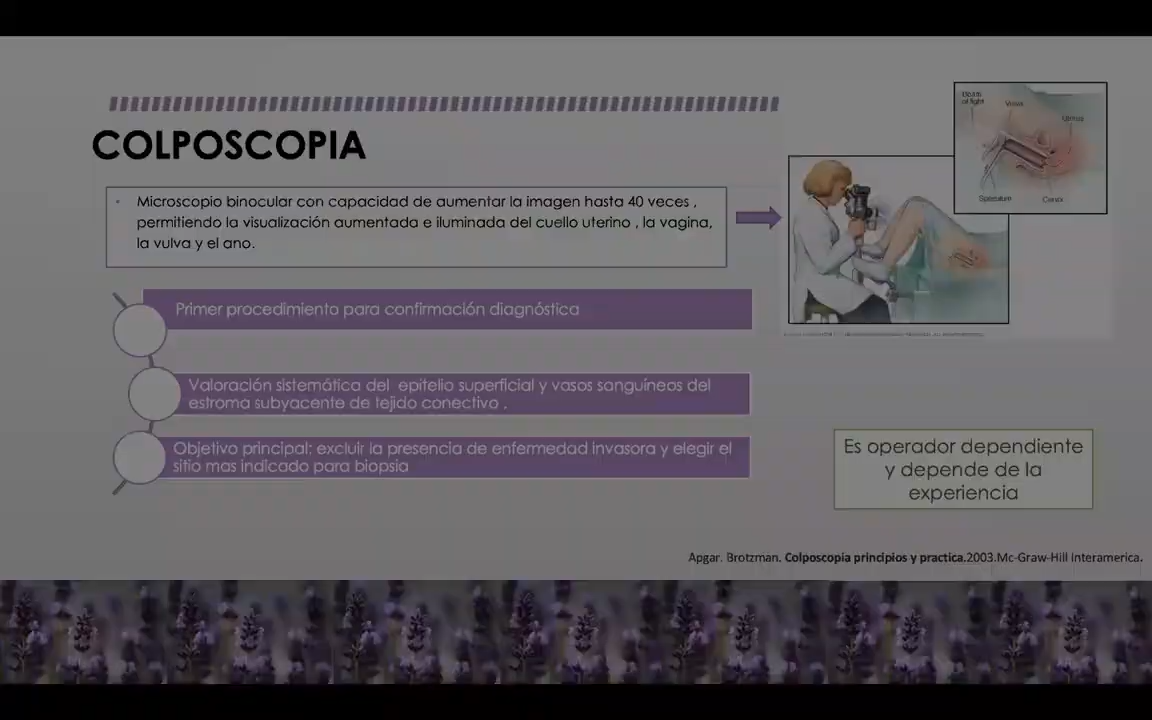 COLPOSCOPIA
• Microscopio binocular con capacidad de aumentar la imagen hasta 40 veces ,
permitiendo la visualización aumentada e iluminada del cuello uterino , la vagina,
la vulva y el ano.
Primer procedimiento para confirmación diagnóstica
Valoración sistemática del epitelio superficial y vasos sanguíneos del
estroma subyacente de tejido conectivo .
Objetivo principal: excluir la presencia de enfermedad invasora y elegir el
sitio mas indicado para biopsia
of light
Uterus
Speculum
Cervix
Es operador dependiente
y depende de la
experiencia
Apgar. Brotzman. Colposcopia principios y practica.2003.Mc-Graw-Hill Interamerica.